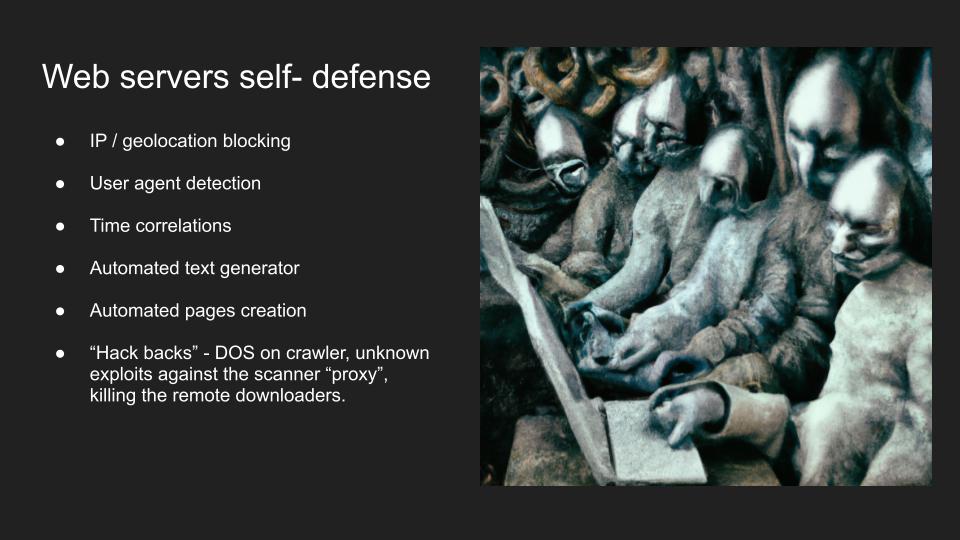 Web servers self- defense
● IP / geolocation blocking
● User agent detection
● Time correlations
● Automated text generator
● Automated pages creation
● “Hack backs” - DOS on crawler, unknown
exploits against the scanner “proxy”,
killing the remote downloaders.